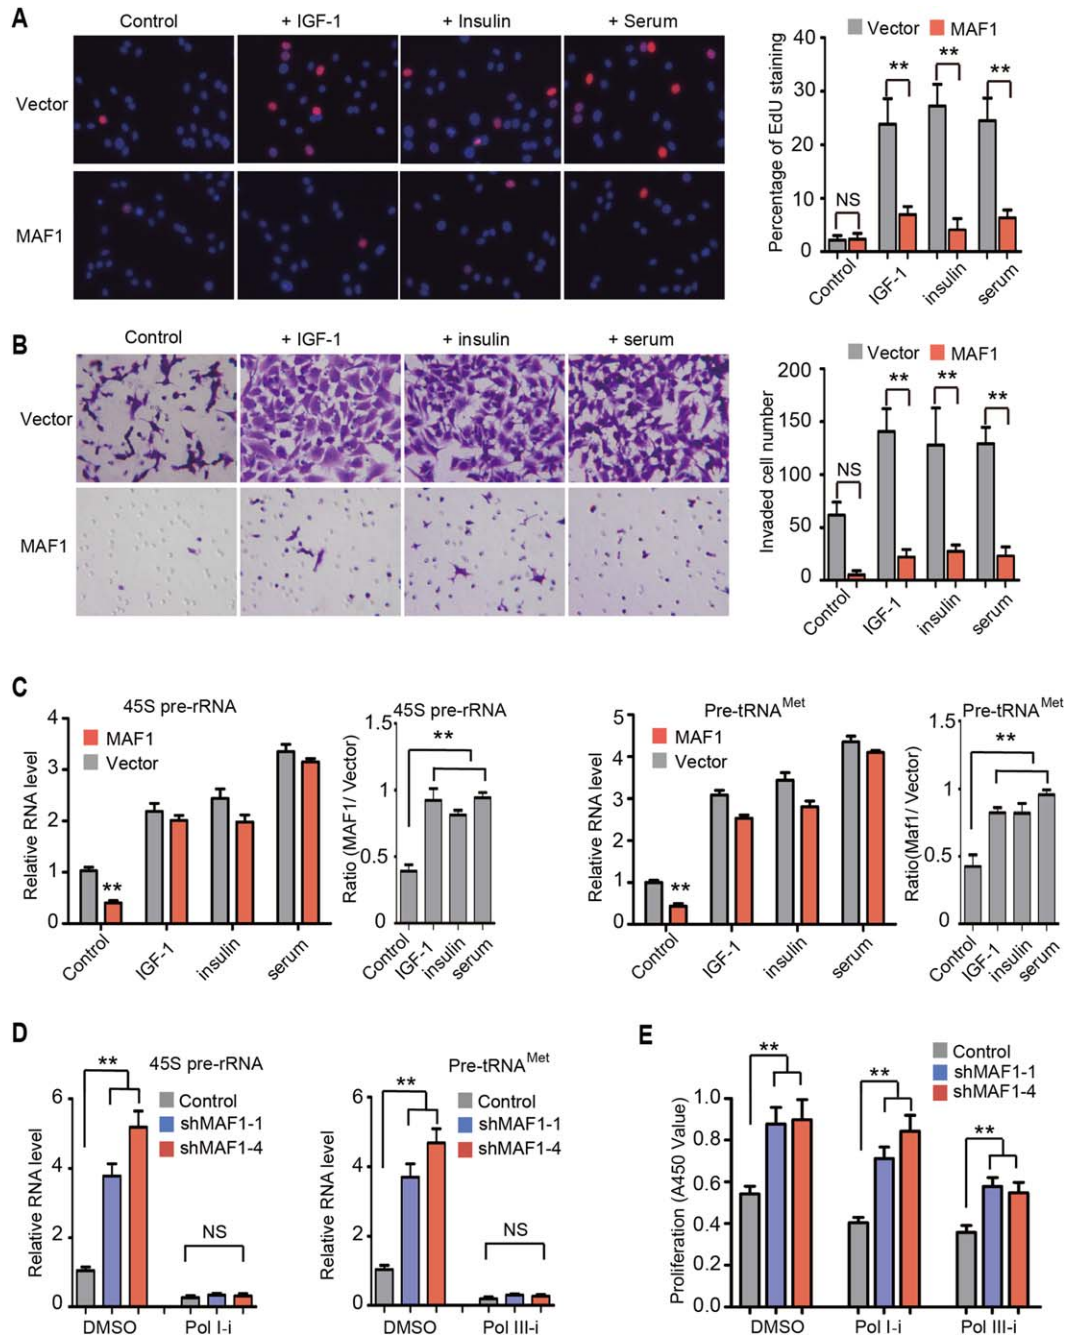 A
Control + IGF-1 + Insulin + Serum
Vector
MAF1
Vector MAF1
Percentage of EdU staining
40
30
20
10
0
NS ** ** **
Control IGF-1 insulin serum
B
Control + IGF-1 + insulin + serum
Vector
MAF1
Vector MAF1
Invaded cell number
200
150
100
50
0
NS ** ** **
Control IGF-1 insulin serum
C
45S pre-rRNA
MAF1
Vector
Relative RNA level
4
3
2
1
0
**
Control IGF-1 insulin serum
45S pre-rRNA
Ratio (MAF1/ Vector)
1.5
1
0.5
0
**
Control IGF-1 insulin serum
Pre-tRNA^Met
MAF1
Vector
Relative RNA level
5
4
3
2
1
0
**
Control IGF-1 insulin serum
Pre-tRNA^Met
Ratio(Maf1/ Vector)
1.5
1
0.5
0
**
Control IGF-1 insulin serum
D
45S pre-rRNA
Control
shMAF1-1
shMAF1-4
Relative RNA level
6
4
2
0
** NS
DMSO Pol I-i
Pre-tRNA^Met
Control
shMAF1-1
shMAF1-4
Relative RNA level
6
4
2
0
** NS
DMSO Pol III-i
E
Control
shMAF1-1
shMAF1-4
Proliferation (A450 Value)
1.0
0.8
0.6
0.4
0.2
0.0
** ** **
DMSO Pol I-i Pol III-i